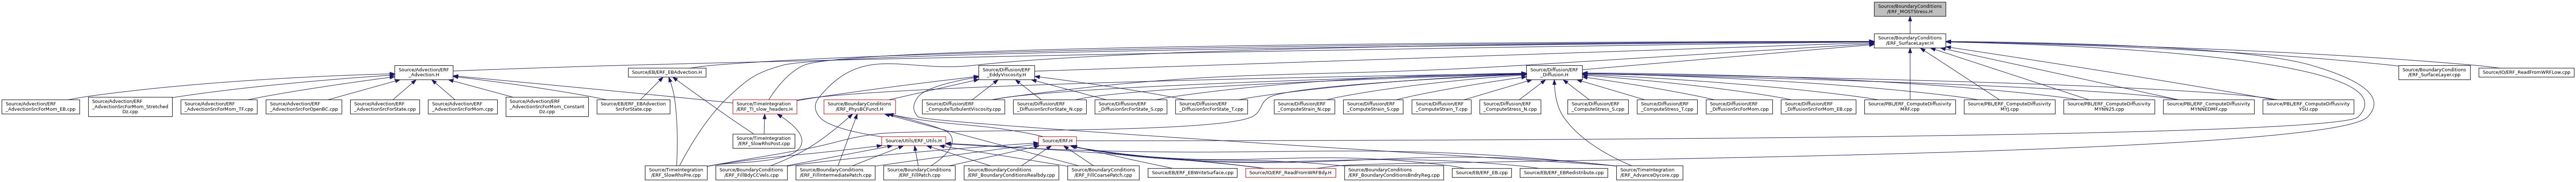 Source/BoundaryConditions
/ERF_MOSTStress.H
Source/BoundaryConditions
/ERF_SurfaceLayer.H
Source/Advection/ERF
_Advection.H
Source/EB/ERF_EBAdvection.H
Source/Diffusion/ERF
_EddyViscosity.H
Source/Diffusion/ERF
_Diffusion.H
Source/BoundaryConditions
/ERF_SurfaceLayer.cpp
Source/IO/ERF_ReadFromWRFLow.cpp
Source/Advection/ERF
_AdvectionSrcForMom_EB.cpp
Source/Advection/ERF
_AdvectionSrcForMom_Stretched
Dz.cpp
Source/Advection/ERF
_AdvectionSrcForMom_TF.cpp
Source/Advection/ERF
_AdvectionSrcForOpenBC.cpp
Source/Advection/ERF
_AdvectionSrcForState.cpp
Source/Advection/ERF
_AdvectionSrcForMom.cpp
Source/Advection/ERF
_AdvectionSrcForMom_Constant
Dz.cpp
Source/EB/ERF_EBAdvection
SrcForState.cpp
Source/TimeIntegration
/ERF_TI_slow_headers.H
Source/BoundaryConditions
/ERF_PhysBCFunct.H
Source/Diffusion/ERF
_ComputeTurbulentViscosity.cpp
Source/Diffusion/ERF
_DiffusionSrcForState_N.cpp
Source/Diffusion/ERF
_DiffusionSrcForState_S.cpp
Source/Diffusion/ERF
_DiffusionSrcForState_T.cpp
Source/Diffusion/ERF
_ComputeStrain_N.cpp
Source/Diffusion/ERF
_ComputeStrain_S.cpp
Source/Diffusion/ERF
_ComputeStrain_T.cpp
Source/Diffusion/ERF
_ComputeStress_N.cpp
Source/Diffusion/ERF
_ComputeStress_S.cpp
Source/Diffusion/ERF
_ComputeStress_T.cpp
Source/Diffusion/ERF
_DiffusionSrcForMom.cpp
Source/Diffusion/ERF
_DiffusionSrcForMom_EB.cpp
Source/PBL/ERF_ComputeDiffusivity
MRF.cpp
Source/PBL/ERF_ComputeDiffusivity
MYJ.cpp
Source/PBL/ERF_ComputeDiffusivity
MYNN25.cpp
Source/PBL/ERF_ComputeDiffusivity
MYNNEDMF.cpp
Source/PBL/ERF_ComputeDiffusivity
YSU.cpp
Source/TimeIntegration
/ERF_SlowRhsPost.cpp
Source/Utils/ERF_Utils.H
Source/ERF.H
Source/TimeIntegration
/ERF_SlowRhsPre.cpp
Source/BoundaryConditions
/ERF_FillBdyCCVels.cpp
Source/BoundaryConditions
/ERF_FillIntermediatePatch.cpp
Source/BoundaryConditions
/ERF_FillPatch.cpp
Source/BoundaryConditions
/ERF_BoundaryConditionsRealbdy.cpp
Source/BoundaryConditions
/ERF_FillCoarsePatch.cpp
Source/EB/ERF_EBWriteSurface.cpp
Source/IO/ERF_ReadFromWRFBdy.H
Source/BoundaryConditions
/ERF_BoundaryConditionsBndryReg.cpp
Source/EB/ERF_EB.cpp
Source/EB/ERF_EBRedistribute.cpp
Source/TimeIntegration
/ERF_AdvanceDycore.cpp